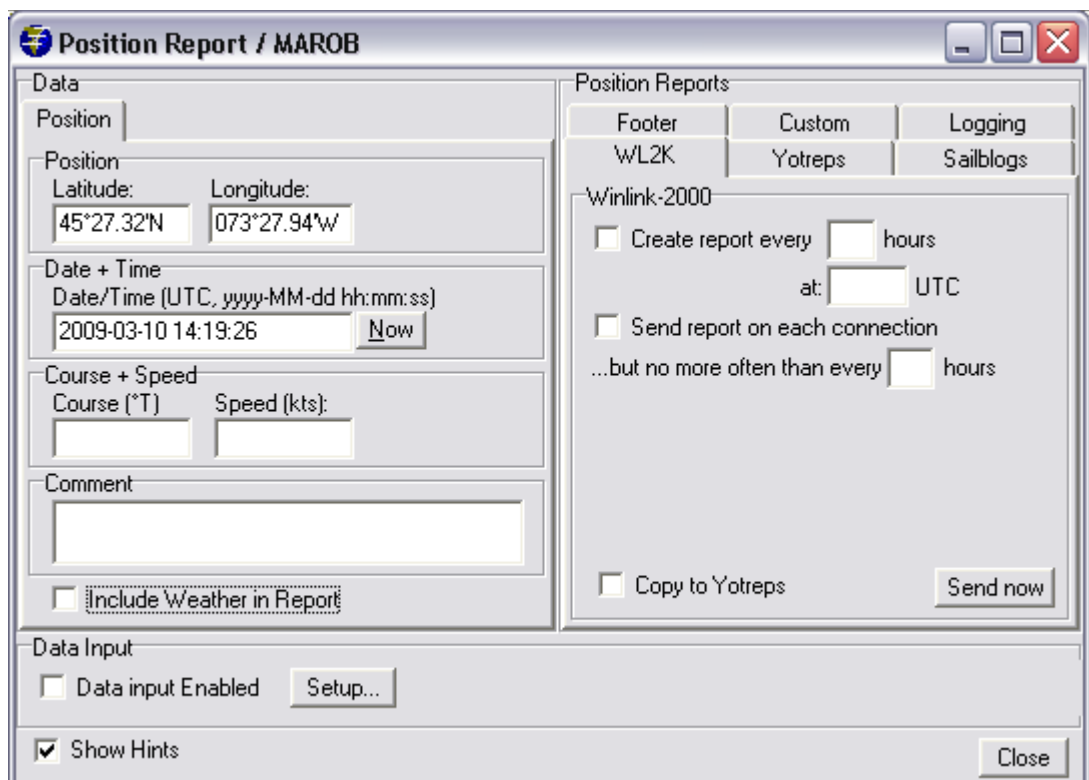 Position Report / MAROB
Data
Position
Position
Latitude: Longitude:
45°27.32'N 073°27.94'W
Date + Time
Date/Time (UTC, yyyy-MM-dd hh:mm:ss)
2009-03-10 14:19:26 Now
Course + Speed
Course (°T) Speed (kts):
Comment
Include Weather in Report
Position Reports
Footer Custom Logging
WL2K Yotreps Sailblogs
Winlink-2000
Create report every hours
at: UTC
Send report on each connection
...but no more often than every hours
Copy to Yotreps Send now
Data Input
Data input Enabled Setup...
Show Hints Close